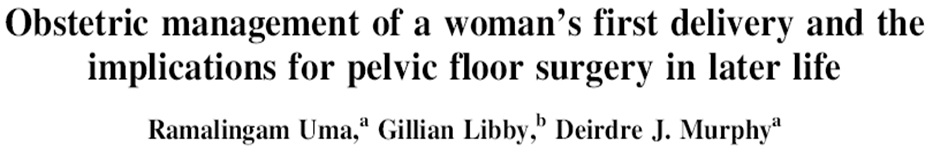 Obstetric management of a woman's first delivery and the
implications for pelvic floor surgery in later life
Ramalingam Uma,ᵃ Gillian Libby,ᵇ Deirdre J. Murphyᵃ